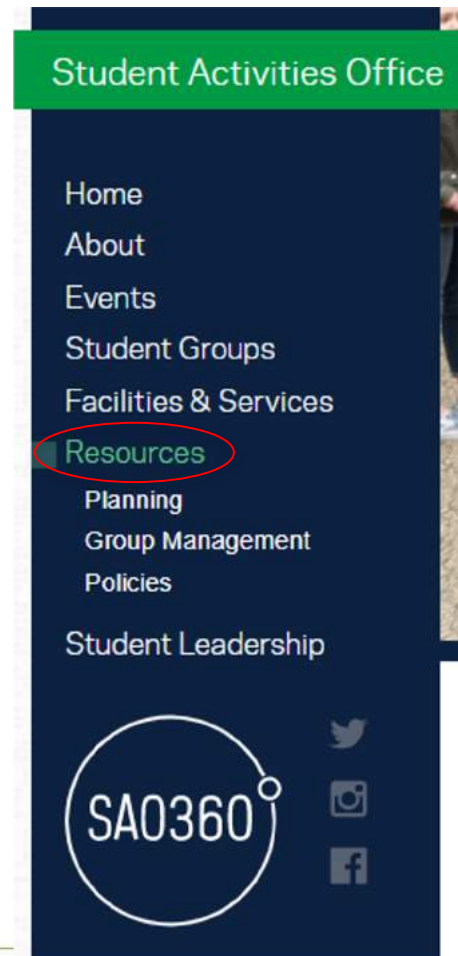 Student Activities Office
Home
About
Events
Student Groups
Facilities & Services
Resources
Planning
Group Management
Policies
Student Leadership
SAO360